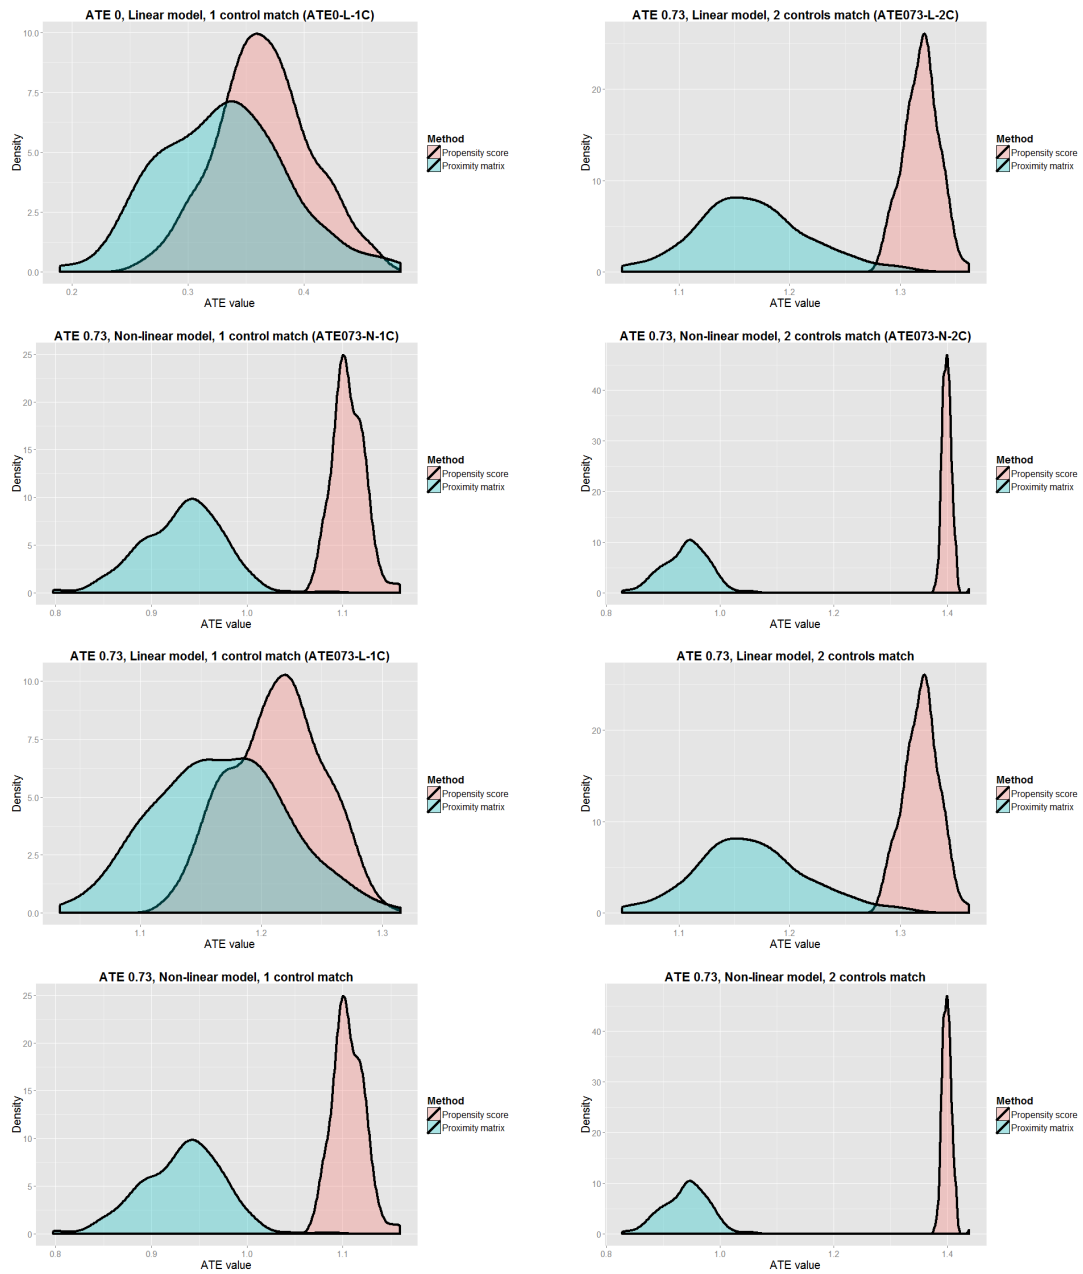 ATE 0, Linear model, 1 control match (ATE0-L-1C)
10.0
7.5
5.0
2.5
0.0
Density
0.2 0.3 0.4
ATE value
Method
Propensity score
Proximity matrix
ATE 0.73, Linear model, 2 controls match (ATE073-L-2C)
20
10
0
Density
1.1 1.2 1.3
ATE value
Method
Propensity score
Proximity matrix
ATE 0.73, Non-linear model, 1 control match (ATE073-N-1C)
25
20
15
10
5
0
Density
0.8 0.9 1.0 1.1
ATE value
Method
Propensity score
Proximity matrix
ATE 0.73, Non-linear model, 2 controls match (ATE073-N-2C)
40
30
20
10
0
Density
0.8 1.0 1.2 1.4
ATE value
Method
Propensity score
Proximity matrix
ATE 0.73, Linear model, 1 control match (ATE073-L-1C)
10.0
7.5
5.0
2.5
0.0
Density
1.1 1.2 1.3
ATE value
Method
Propensity score
Proximity matrix
ATE 0.73, Linear model, 2 controls match
20
10
0
Density
1.1 1.2 1.3
ATE value
Method
Propensity score
Proximity matrix
ATE 0.73, Non-linear model, 1 control match
25
20
15
10
5
0
Density
0.8 0.9 1.0 1.1
ATE value
Method
Propensity score
Proximity matrix
ATE 0.73, Non-linear model, 2 controls match
40
30
20
10
0
Density
0.8 1.0 1.2 1.4
ATE value
Method
Propensity score
Proximity matrix